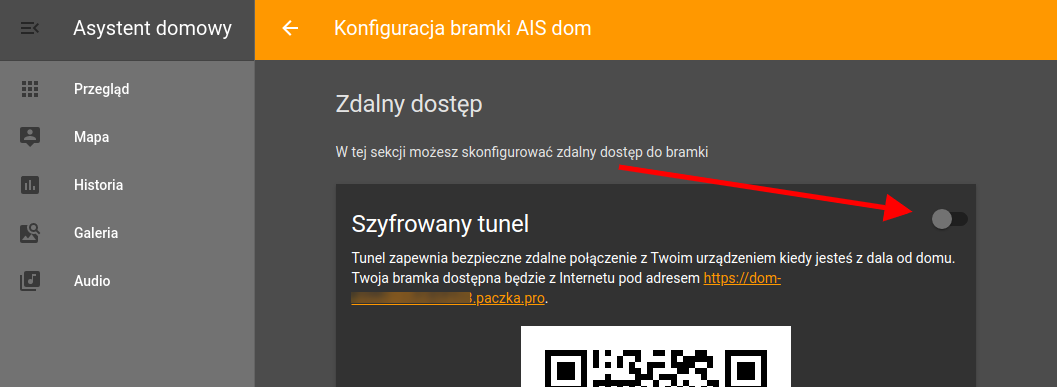 Asystent domowy
Konfiguracja bramki AIS dom
Przegląd
Mapa
Historia
Galeria
Audio
Zdalny dostęp
W tej sekcji możesz skonfigurować zdalny dostęp do bramki
Szyfrowany tunel
Tunel zapewnia bezpieczne zdalne połączenie z Twoim urządzeniem kiedy jesteś z dala od domu.
Twoja bramka dostępna będzie z Internetu pod adresem https://dom-
.paczka.pro.